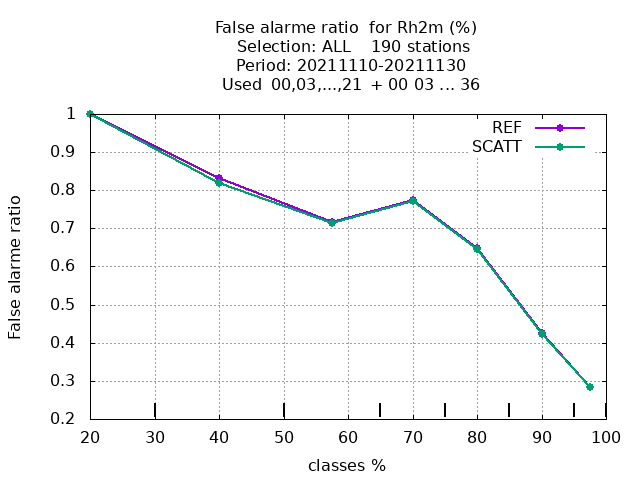 False alarme ratio  for Rh2m (%)
Selection: ALL    190 stations
Period: 20211110-20211130
Used  00,03,...,21  + 00 03 ... 36
REF
SCATT
False alarme ratio
1
0.9
0.8
0.7
0.6
0.5
0.4
0.3
0.2
20 30 40 50 60 70 80 90 100
classes %